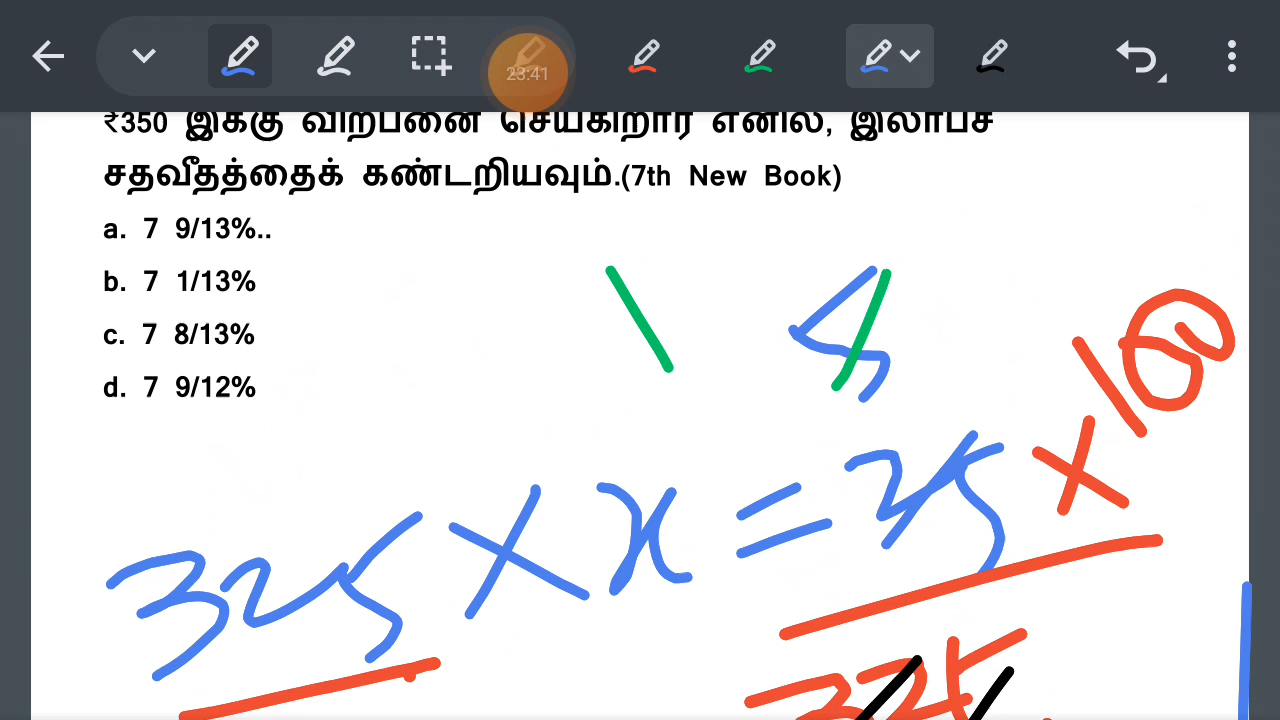 23:41
₹350 இக்கு விற்பனை செய்கிறார் எனில், இலாபச்
சதவீதத்தைக் கண்டறியவும்.(7th New Book)
a. 7 9/13%..
b. 7 1/13%
c. 7 8/13%
d. 7 9/12%
× 100
325 × x = 25
325